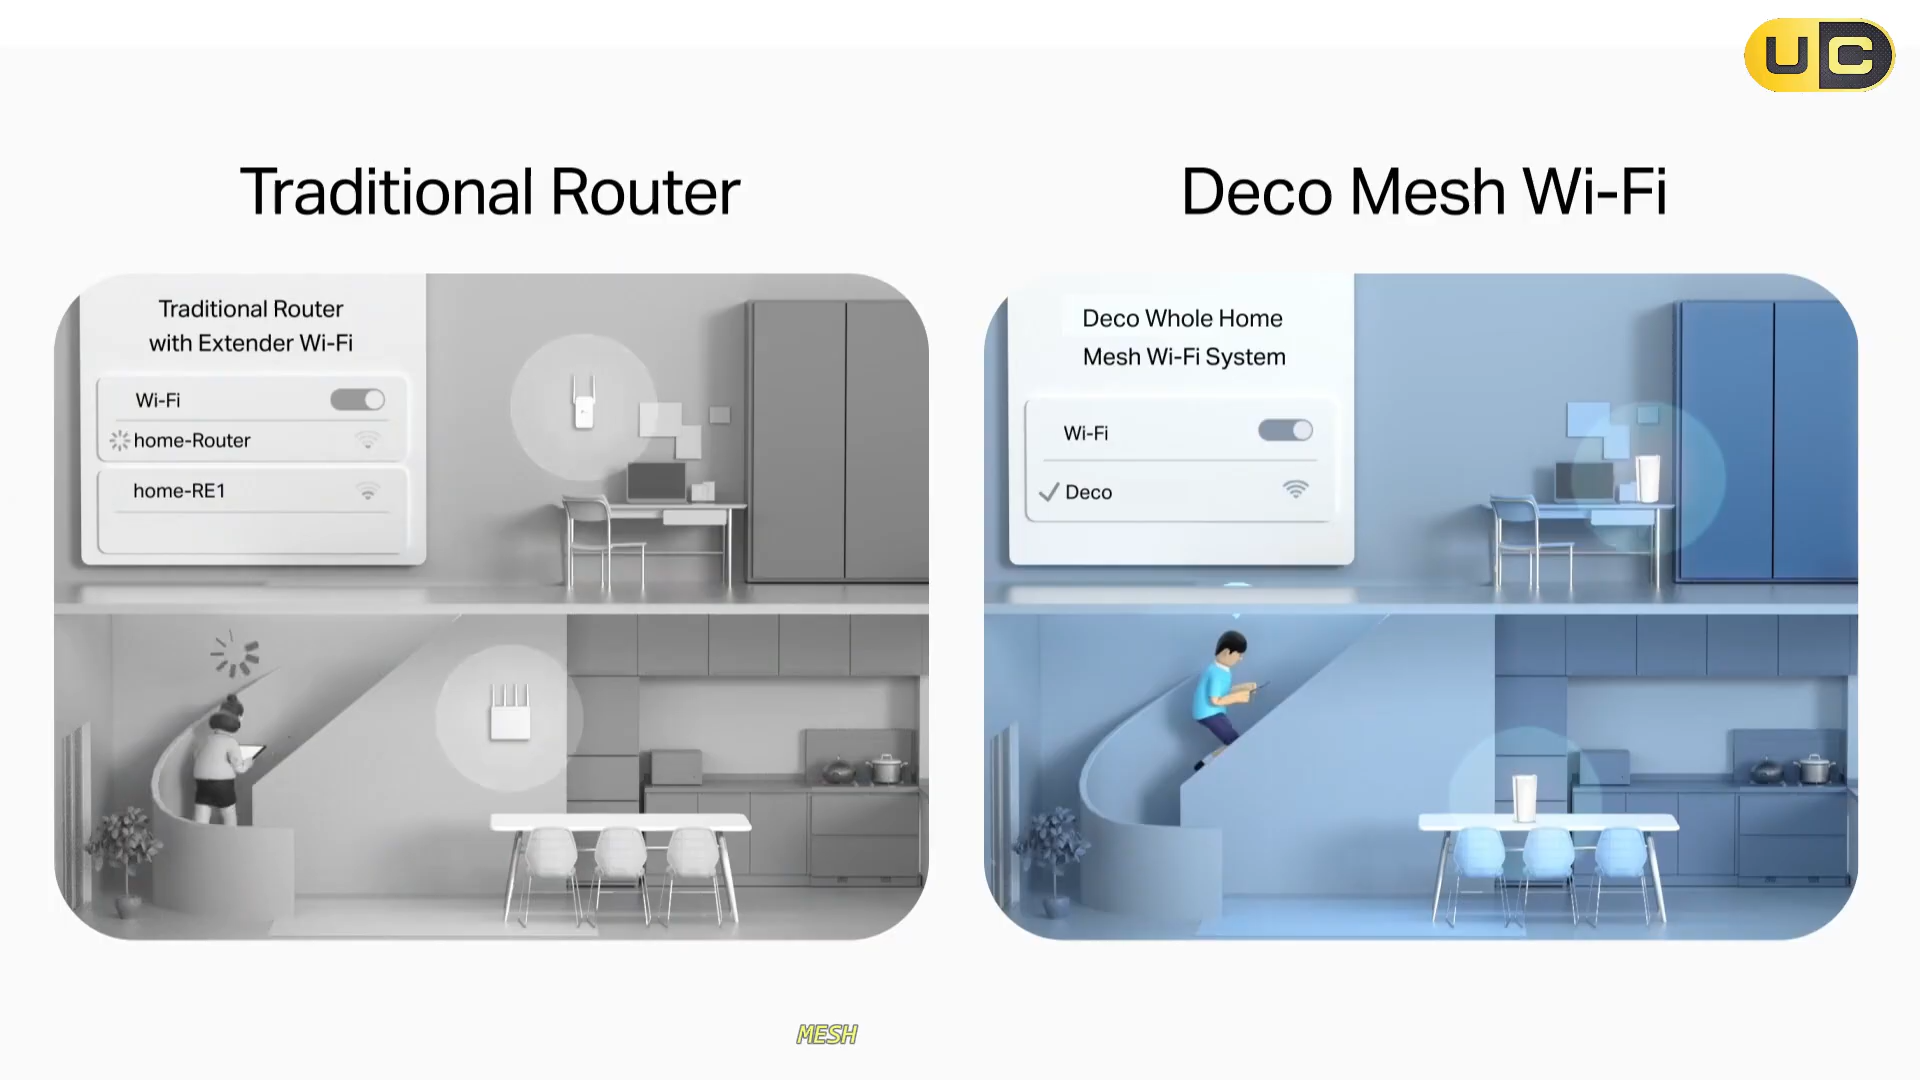 UC
Traditional Router
Deco Mesh Wi-Fi
Traditional Router
with Extender Wi-Fi
Wi-Fi
home-Router
home-RE1
Deco Whole Home
Mesh Wi-Fi System
Wi-Fi
Deco
MESH